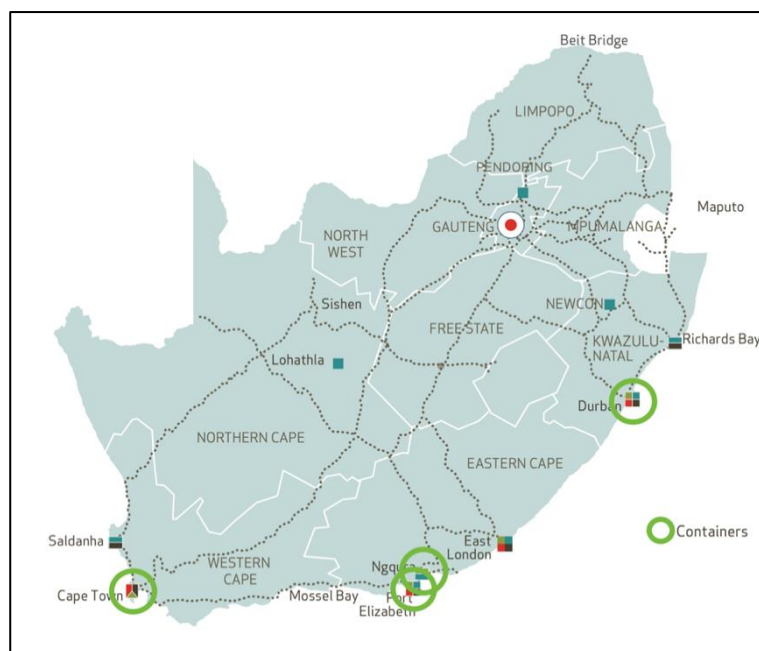 Beit Bridge
LIMPOPO
PENDORING
Maputo
GAUTENG
MPUMALANGA
NORTH
WEST
Sishen
NEWCON
FREE STATE
KWAZULU-
NATAL
Richards Bay
Lohathla
Durban
NORTHERN CAPE
EASTERN CAPE
Containers
Saldanha
East
London
Ngqura
WESTERN
CAPE
Cape Town
Mossel Bay
Port
Elizabeth